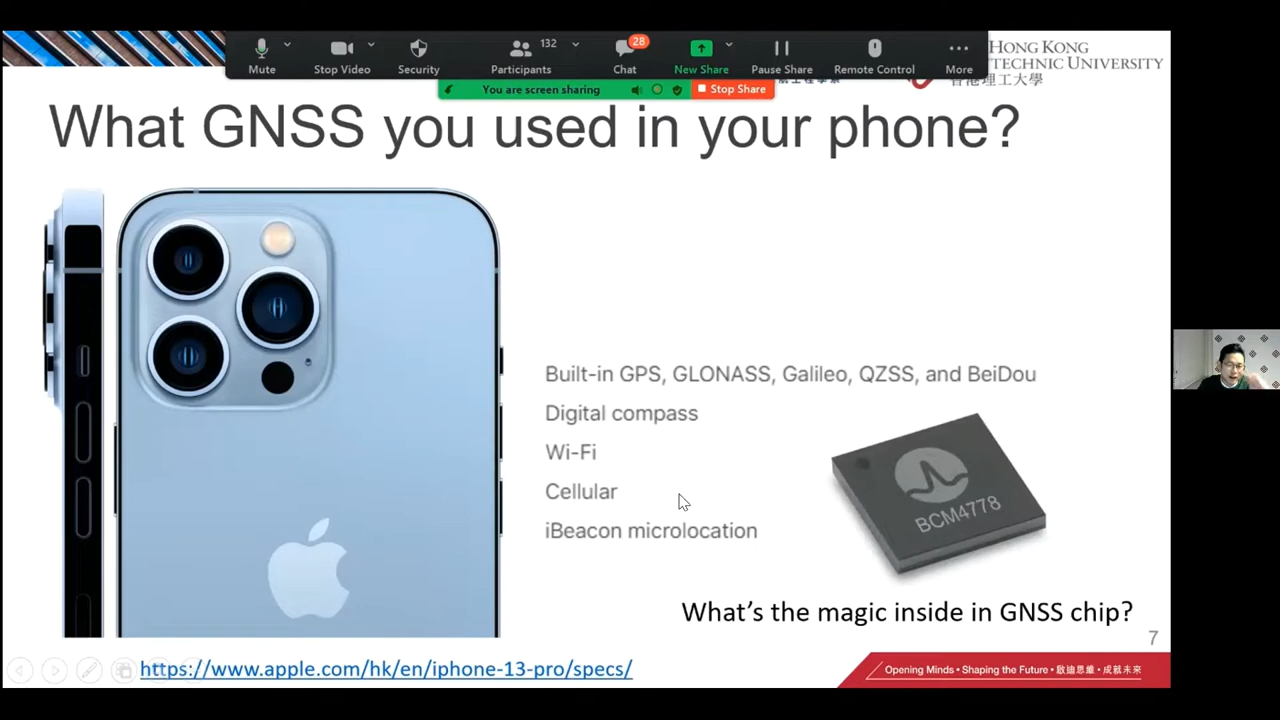 Mute
Stop Video
Security
Participants
132
Chat
28
New Share
Pause Share
Remote Control
More
You are screen sharing
Stop Share
HONG KONG
TECHNIC UNIVERSITY
香港理工大學
What GNSS you used in your phone?
Built-in GPS, GLONASS, Galileo, QZSS, and BeiDou
Digital compass
Wi-Fi
Cellular
iBeacon microlocation
BCM4778
What's the magic inside in GNSS chip?
7
https://www.apple.com/hk/en/iphone-13-pro/specs/
Opening Minds • Shaping the Future • 啟迪思維 • 成就未來